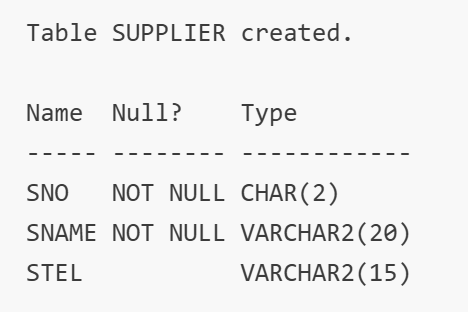 Table SUPPLIER created.
Name  Null?    Type
----- -------- ------------
SNO   NOT NULL CHAR(2)
SNAME NOT NULL VARCHAR2(20)
STEL           VARCHAR2(15)